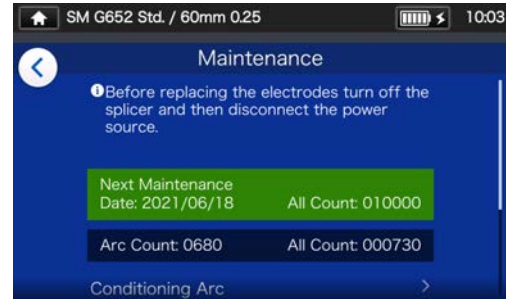 SM G652 Std. / 60mm 0.25
10:03
Maintenance
Before replacing the electrodes turn off the
splicer and then disconnect the power
source.
Next Maintenance
Date: 2021/06/18 All Count: 010000
Arc Count: 0680 All Count: 000730
Conditioning Arc